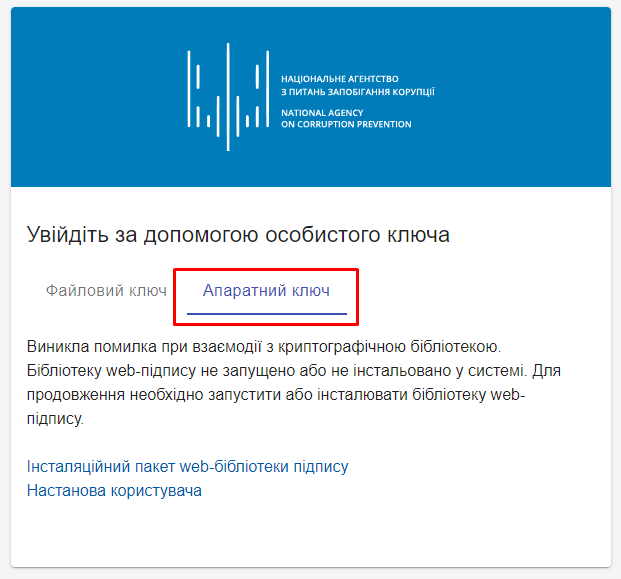 НАЦІОНАЛЬНЕ АГЕНТСТВО
З ПИТАНЬ ЗАПОБІГАННЯ КОРУПЦІЇ
NATIONAL AGENCY
ON CORRUPTION PREVENTION
Увійдіть за допомогою особистого ключа
Файловий ключ Апаратний ключ
Виникла помилка при взаємодії з криптографічною бібліотекою.
Бібліотеку web-підпису не запущено або не інстальовано у системі. Для
продовження необхідно запустити або інсталювати бібліотеку web-
підпису.
Інсталяційний пакет web-бібліотеки підпису
Настанова користувача